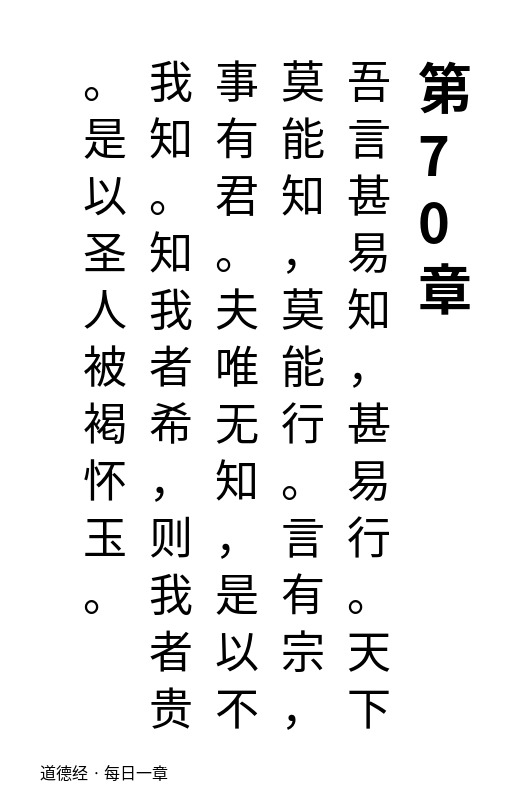 第70章
吾言甚易知，甚易行。天下
莫能知，莫能行。言有宗，
事有君。夫唯无知，是以不
我知。知我者希，则我者贵
。是以圣人被褐怀玉。
道德经 · 每日一章